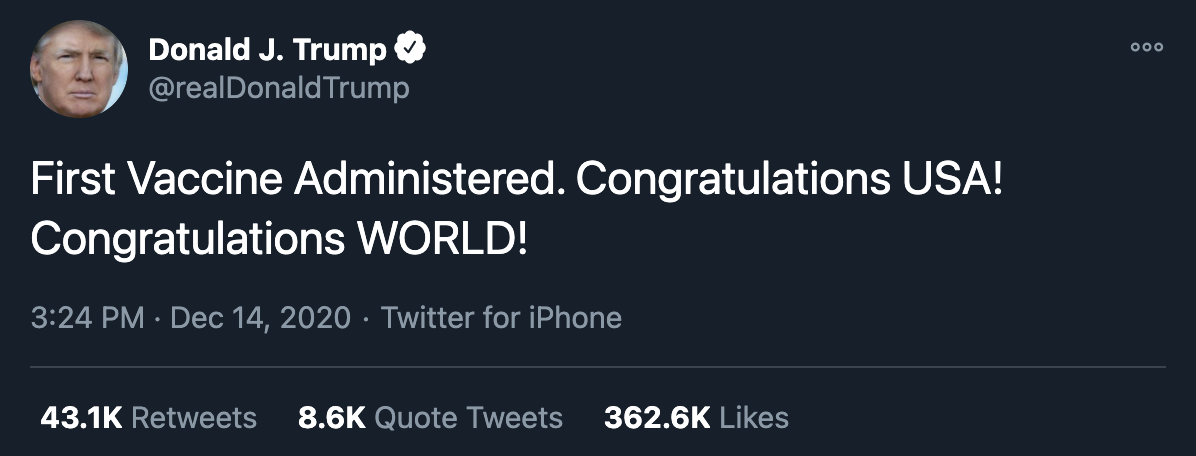 Donald J. Trump
@realDonaldTrump
First Vaccine Administered. Congratulations USA!
Congratulations WORLD!
3:24 PM · Dec 14, 2020 · Twitter for iPhone
43.1K Retweets 8.6K Quote Tweets 362.6K Likes